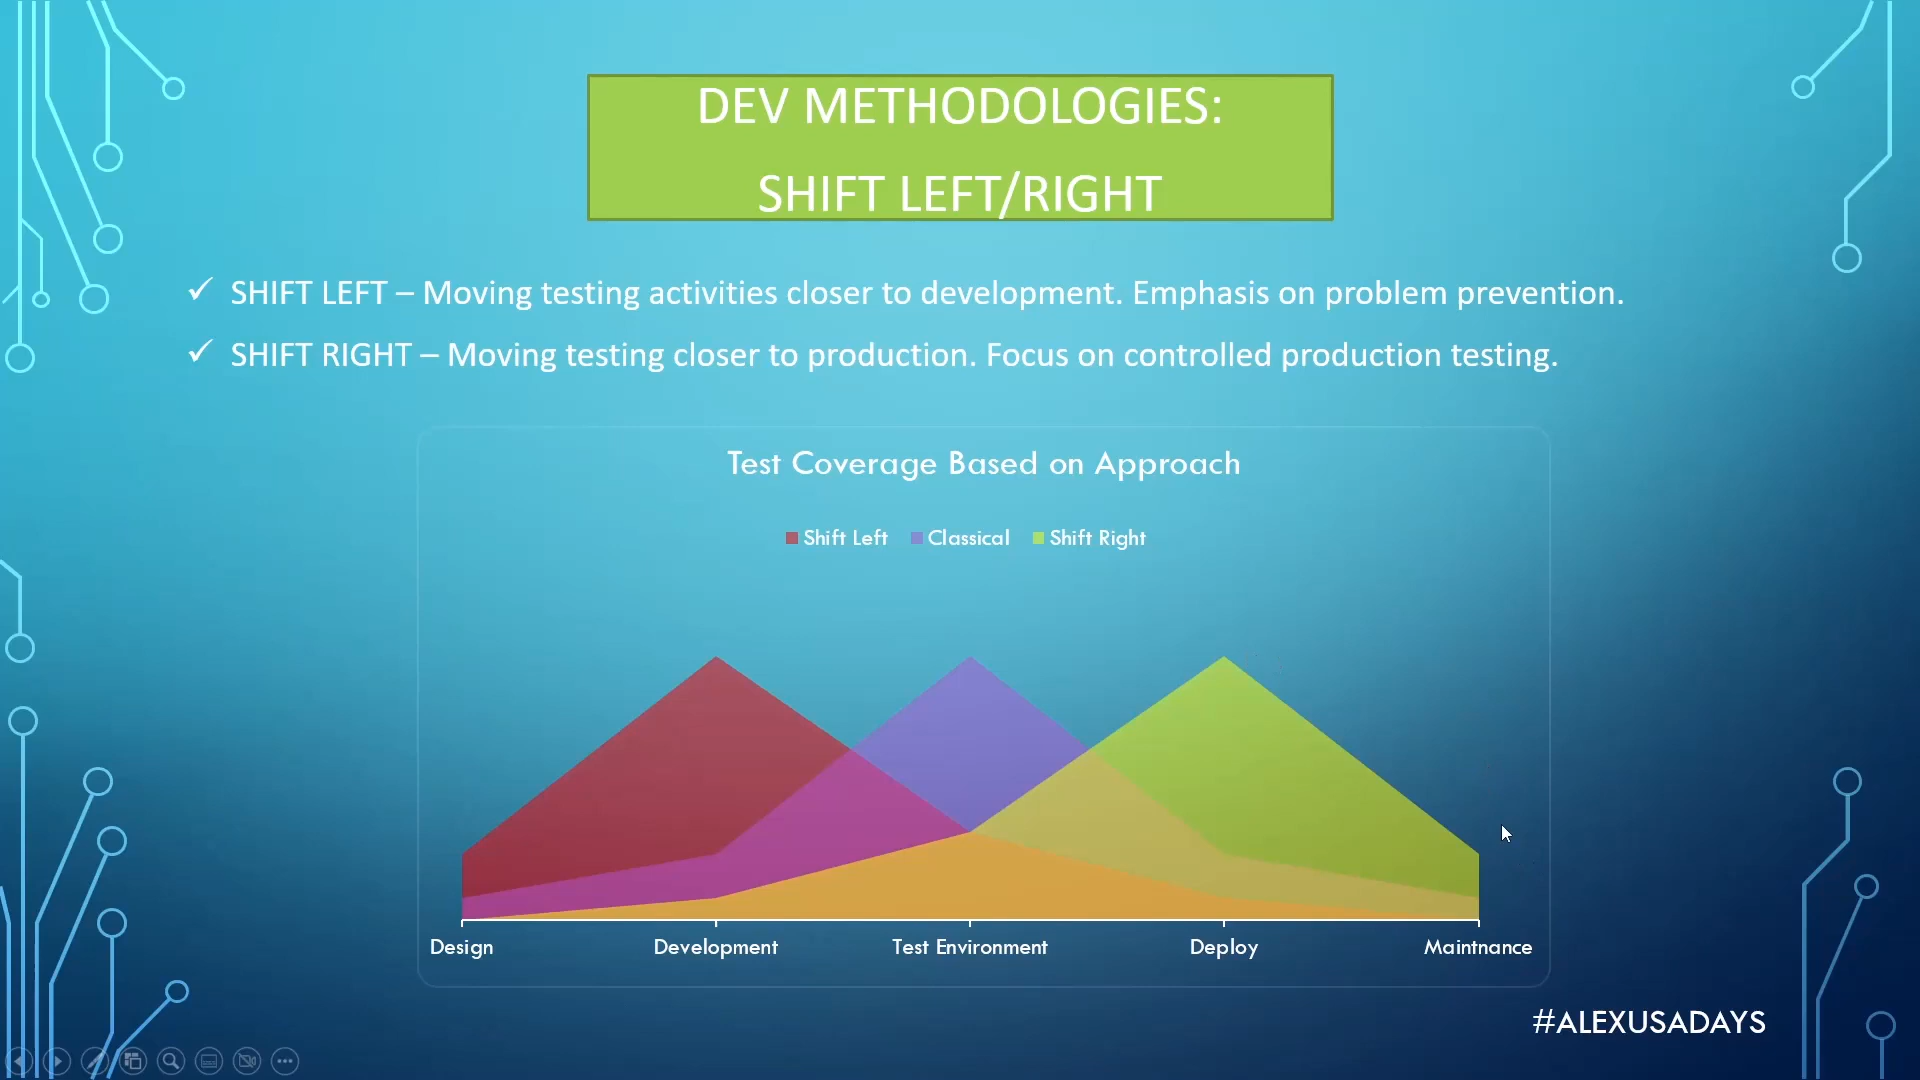 DEV METHODOLOGIES:
SHIFT LEFT/RIGHT
✓ SHIFT LEFT – Moving testing activities closer to development. Emphasis on problem prevention.
✓ SHIFT RIGHT – Moving testing closer to production. Focus on controlled production testing.
Test Coverage Based on Approach
Shift Left Classical Shift Right
Design Development Test Environment Deploy Maintnance
#ALEXUSADAYS